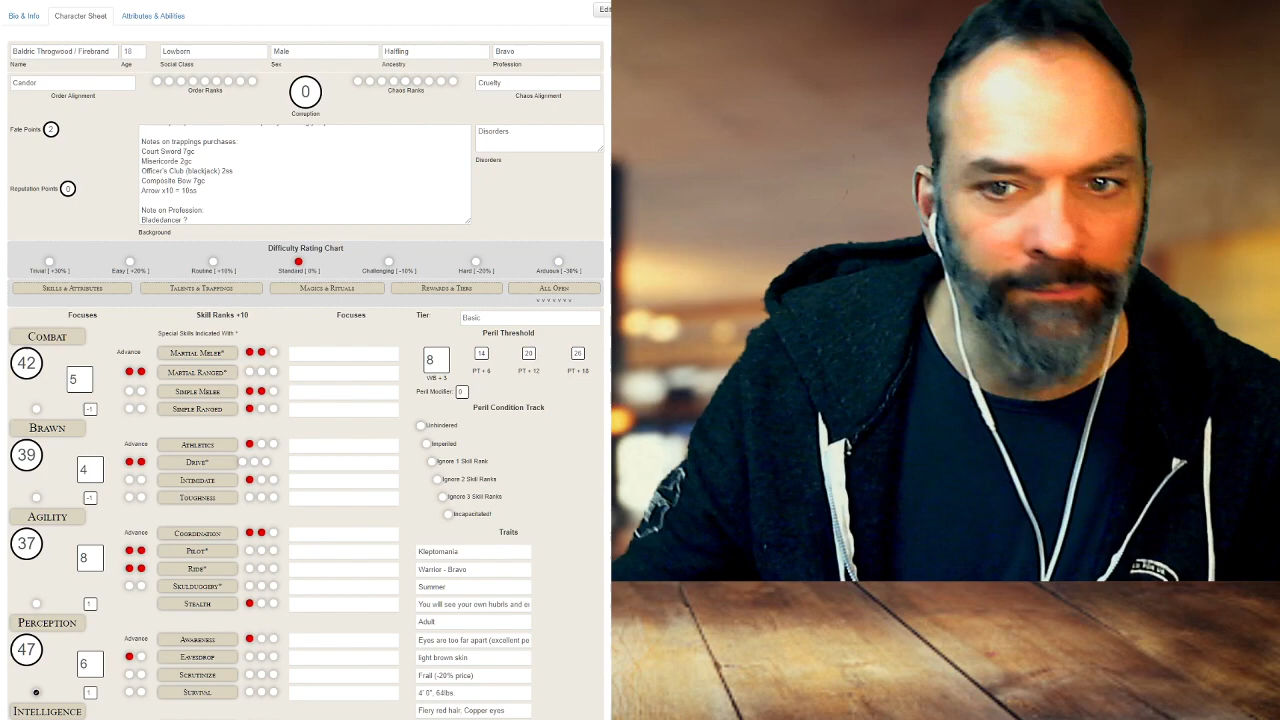 Bio & Info Character Sheet Attributes & Abilities Edi
Baldric Throgwood / Firebrand 18 Lowborn Male Halfling Bravo
Name Age Social Class Sex Ancestry Profession
Candor 0 Cruelty
Order Alignment Order Ranks Corruption Chaos Ranks Chaos Alignment
Fate Points 2
Reputation Points 0
Notes on trappings purchases:
Court Sword 7gc
Misericorde 2gc
Officer's Club (blackjack) 2ss
Composite Bow 7gc
Arrow x10 = 10ss
Note on Profession:
Bladedancer ?
Background
Disorders
Disorders
Difficulty Rating Chart
Trivial [ +30% ] Easy [ +20% ] Routine [ +10% ] Standard [ 0% ] Challenging [ -10% ] Hard [ -20% ] Arduous [ -30% ]
Skills & Attributes Talents & Trappings Magics & Rituals Rewards & Tiers All Open
v v v v v v v
Focuses Skill Ranks +10 Focuses Tier: Basic
Special Skills Indicated With *
Combat
42
5
-1
Advance Martial Melee*
Martial Ranged*
Simple Melee
Simple Ranged
Brawn
39
4
-1
Advance Athletics
Drive*
Intimidate
Toughness
Agility
37
8
1
Advance Coordination
Pilot*
Ride*
Skulduggery*
Stealth
Perception
47
6
1
Advance Awareness
Eavesdrop
Scrutinize
Survival
Intelligence
Peril Threshold
8 14 20 26
WB + 3 PT + 6 PT + 12 PT + 18
Peril Modifier: 0
Peril Condition Track
Unhindered
Imperiled
Ignore 1 Skill Rank
Ignore 2 Skill Ranks
Ignore 3 Skill Ranks
Incapacitated!
Traits
Kleptomania
Warrior - Bravo
Summer
You will see your own hubris and e
Adult
Eyes are too far apart (excellent pe
light brown skin
Frail (-20% price)
4' 0", 64lbs.
Fiery red hair, Copper eyes